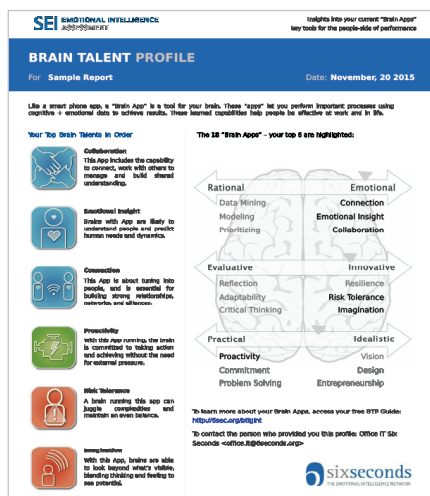 SEI EMOTIONAL INTELLIGENCE
ASSESSMENT
Insights into your current "Brain Apps"
key tools for the people-side of performance
BRAIN TALENT PROFILE
For Sample Report
Date: November, 20 2015
Like a smart phone app, a "Brain App" is a tool for your brain. These "apps" let you perform important processes using
cognitive + emotional data to achieve results. These learned capabilities help people be effective at work and in life.
Your Top Brain Talents in Order
Collaboration
This App includes the capability
to connect, work with others to
manage and build shared
understanding.
Emotional Insight
Brains with App are likely to
understand people and predict
human needs and dynamics.
Connection
This App is about tuning into
people, and is essential for
building strong relationships,
networks, and alliances.
Proactivity
With this App running, the brain
is committed to taking action
and achieving without the need
for external pressure.
Risk Tolerance
A brain running this app can
juggle complexities and
maintain an even balance.
Imagination
With this App, brains are able
to look beyond what's visible,
blending thinking and feeling to
see potential.
The 18 "Brain Apps" – your top 6 are highlighted:
Rational Emotional
Data Mining Connection
Modeling Emotional Insight
Prioritizing Collaboration
Evaluative Innovative
Reflection Resilience
Adaptability Risk Tolerance
Critical Thinking Imagination
Practical Idealistic
Proactivity Vision
Commitment Design
Problem Solving Entrepreneurship
To learn more about your Brain Apps, access your free BTP Guide:
http://6sec.org/btlgint
To contact the person who provided you this profile: Office IT Six
Seconds <office.it@6seconds.org>
sixseconds
THE EMOTIONAL INTELLIGENCE NETWORK